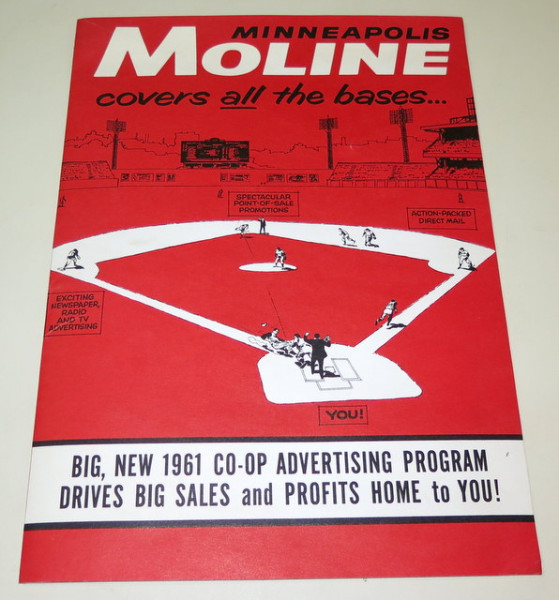 MINNEAPOLIS
MOLINE
covers all the bases...
SPECTACULAR
POINT-OF-SALE
PROMOTIONS
ACTION-PACKED
DIRECT MAIL
EXCITING
NEWSPAPER,
RADIO
AND TV
ADVERTISING
YOU!
BIG, NEW 1961 CO-OP ADVERTISING PROGRAM
DRIVES BIG SALES and PROFITS HOME to YOU!